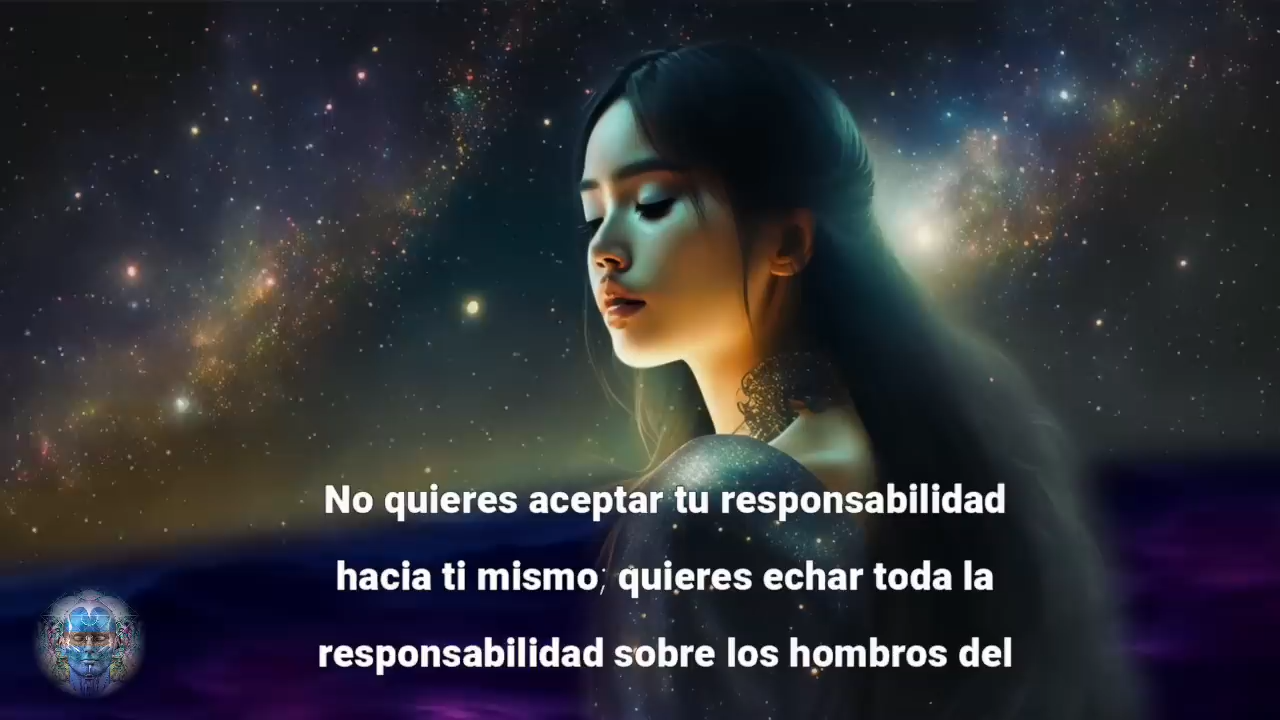 No quieres aceptar tu responsabilidad
hacia ti mismo; quieres echar toda la
responsabilidad sobre los hombros del